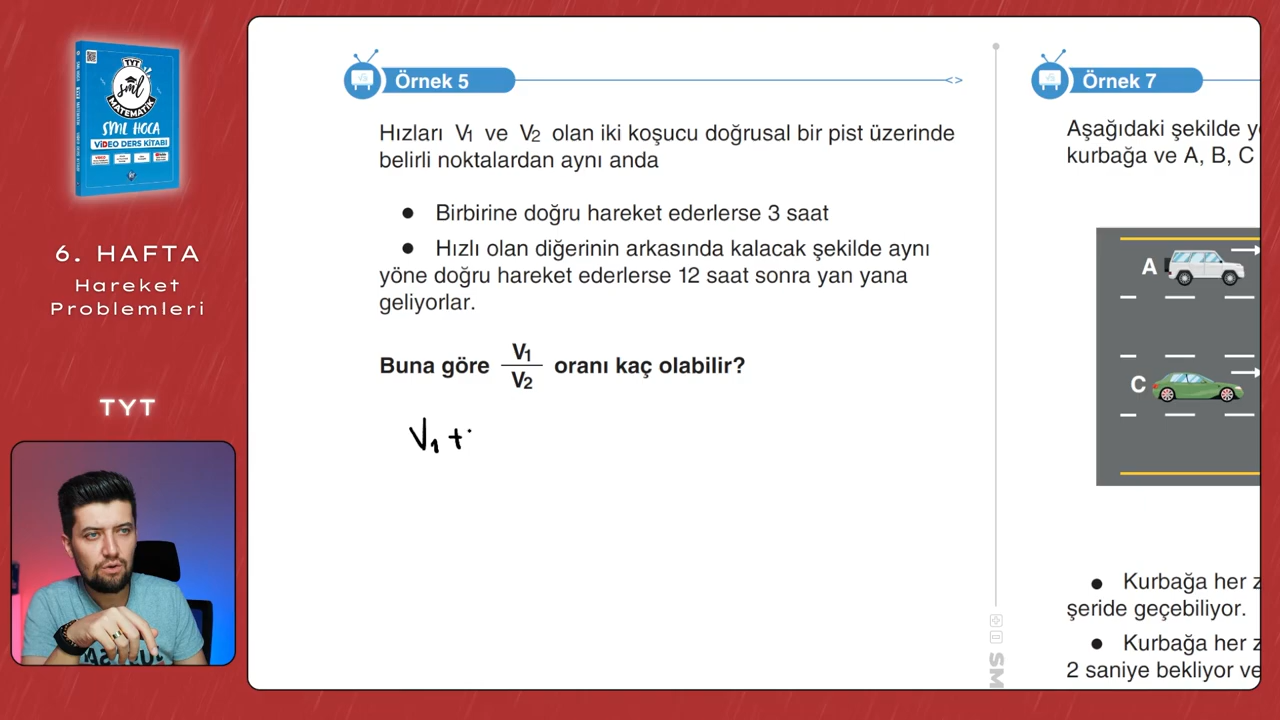 TYT
sml
MATEMATİK
SML HOCA
VİDEO DERS KİTABI
6. HAFTA
Hareket
Problemleri
TYT
Örnek 5
Hızları V1 ve V2 olan iki koşucu doğrusal bir pist üzerinde
belirli noktalardan aynı anda
● Birbirine doğru hareket ederlerse 3 saat
● Hızlı olan diğerinin arkasında kalacak şekilde aynı
yöne doğru hareket ederlerse 12 saat sonra yan yana
geliyorlar.
Buna göre V1/V2 oranı kaç olabilir?
V1 +
SM
Örnek 7
Aşağıdaki şekilde y
kurbağa ve A, B, C
A
C
● Kurbağa her z
şeride geçebiliyor.
● Kurbağa her z
2 saniye bekliyor ve